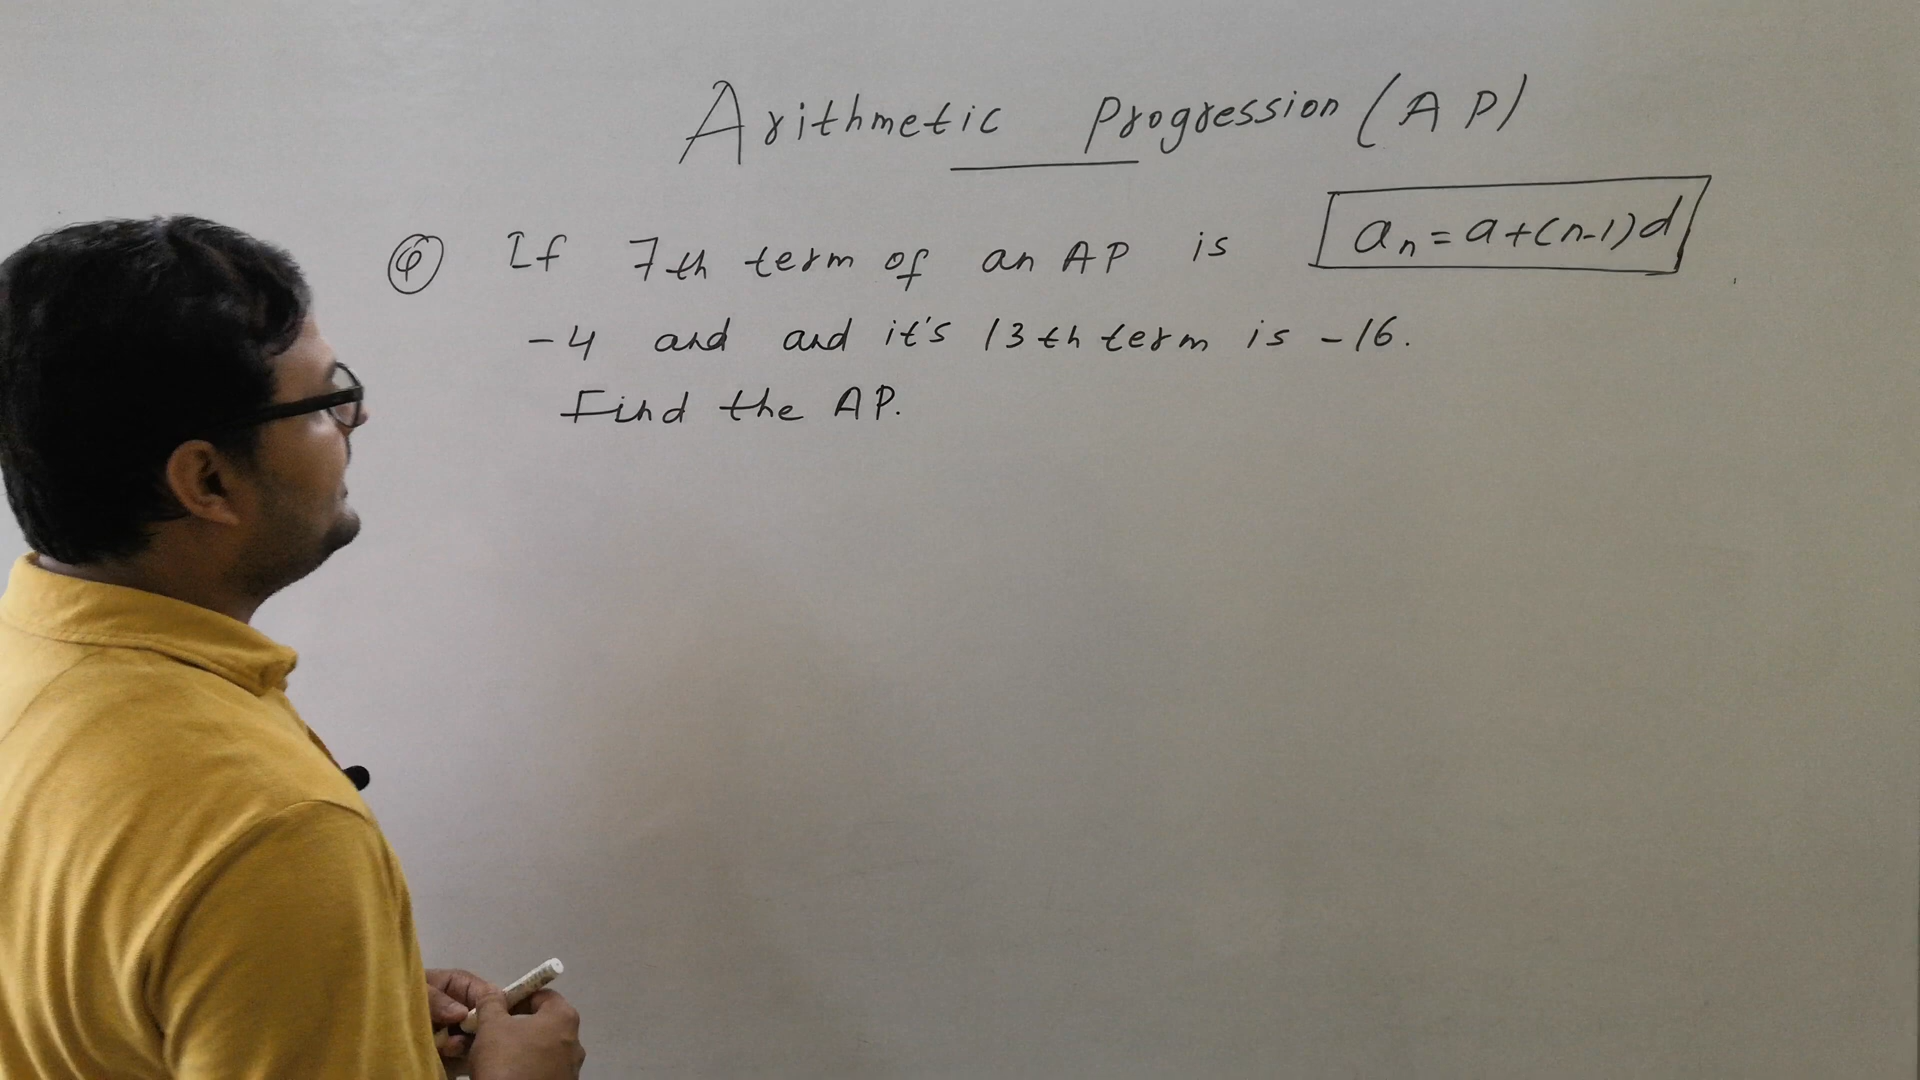 Arithmetic Progression (AP)
Q If 7th term of an AP is
an = a+(n-1)d
-4 and and it's 13th term is -16.
Find the AP.